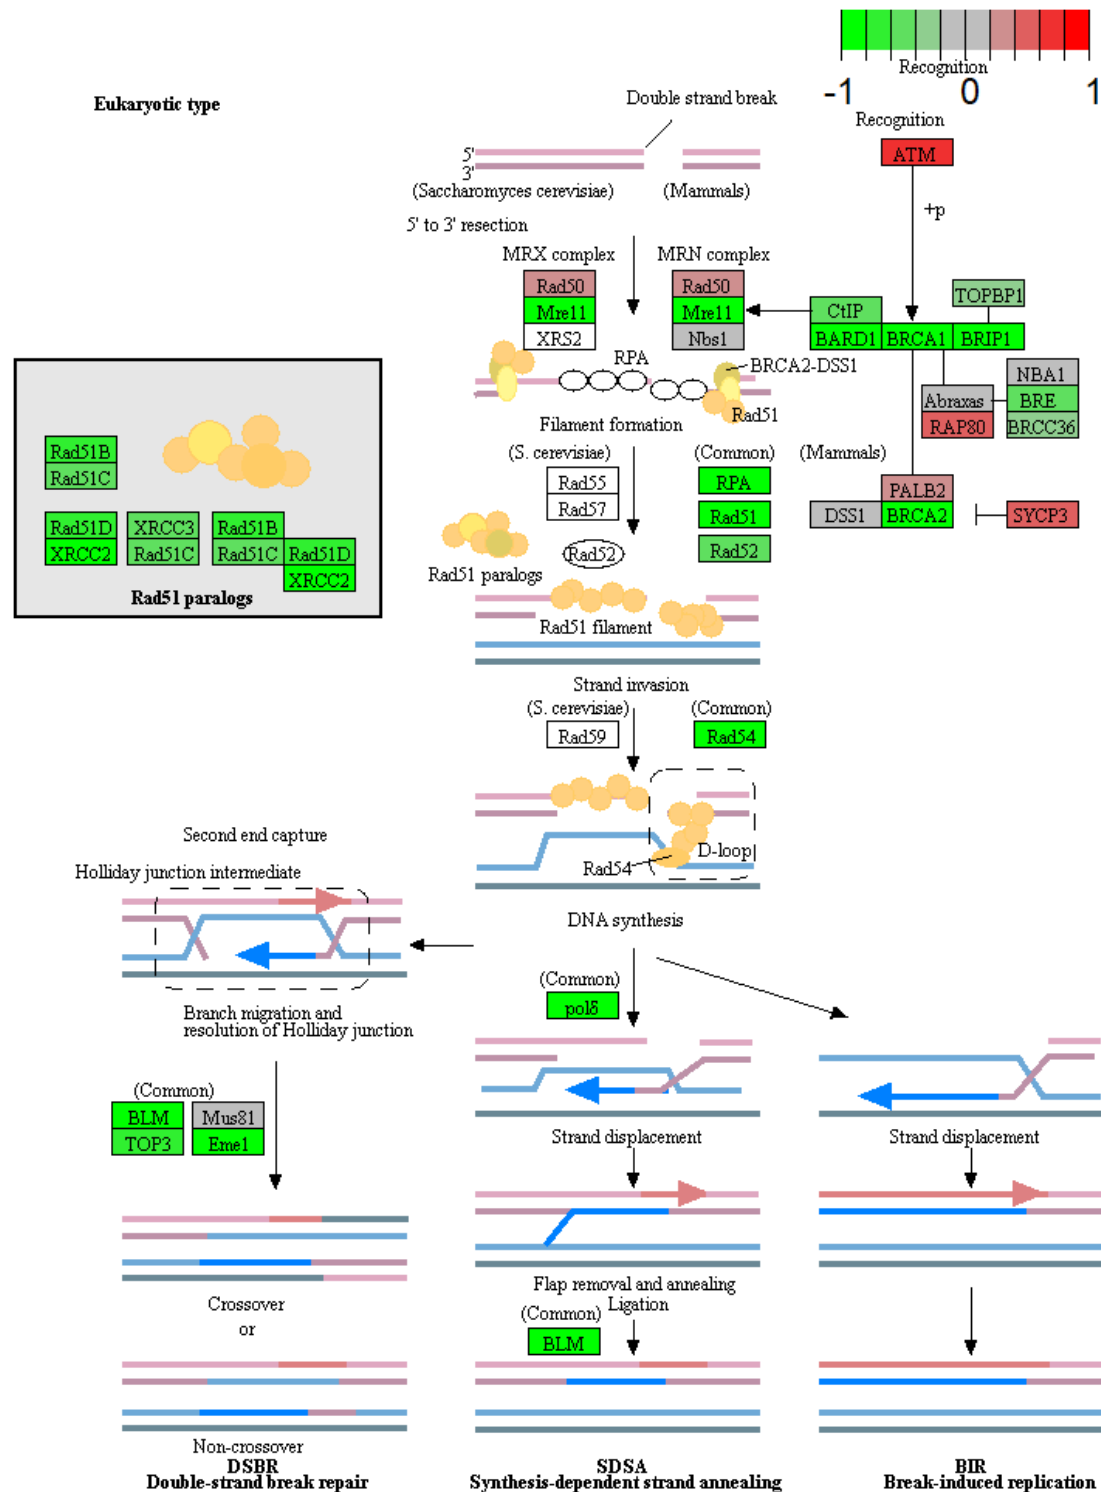 Recognition
-1 0 1
Eukaryotic type
Double strand break
Recognition
ATM
5'
3'
(Saccharomyces cerevisiae) (Mammals)
+p
5' to 3' resection
MRX complex MRN complex
Rad50 Rad50
TOPBP1
Mre11 Mre11 CtIP
XRS2 Nbs1 BARD1 BRCA1 BRIP1
RPA BRCA2-DSS1
NBA1
Abraxas BRE
Rad51 RAP80 BRCC36
Filament formation
(S. cerevisiae) (Common) (Mammals)
Rad51B
Rad51C
Rad55 RPA PALB2
Rad57 Rad51 DSS1 BRCA2 SYCP3
Rad51D XRCC3 Rad51B
XRCC2 Rad51C Rad51C Rad51D
XRCC2
Rad51 paralogs
Rad52 Rad52
Rad51 paralogs
Rad51 filament
Strand invasion
(S. cerevisiae) (Common)
Rad59 Rad54
Second end capture
D-loop
Rad54
Holliday junction intermediate
DNA synthesis
(Common)
polδ
Branch migration and
resolution of Holliday junction
(Common)
BLM Mus81
TOP3 Eme1
Strand displacement Strand displacement
Flap removal and annealing
Ligation
Crossover
or
(Common)
BLM
Non-crossover
DSBR SDSA BIR
Double-strand break repair Synthesis-dependent strand annealing Break-induced replication